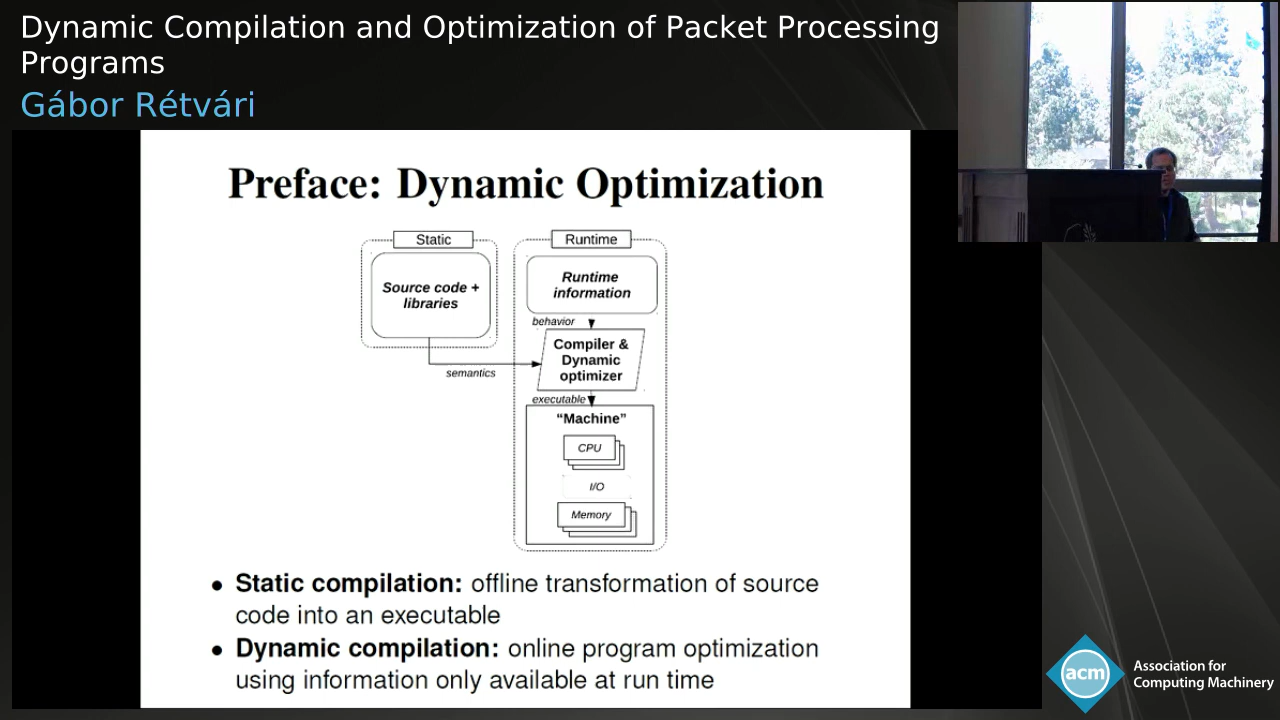 Dynamic Compilation and Optimization of Packet Processing
Programs
Gábor Rétvári
Preface: Dynamic Optimization
Static
Runtime
Source code +
libraries
Runtime
information
behavior
Compiler &
Dynamic
optimizer
semantics
executable
“Machine”
CPU
I/O
Memory
• Static compilation: offline transformation of source
code into an executable
• Dynamic compilation: online program optimization
using information only available at run time
acm
Association for
Computing Machinery